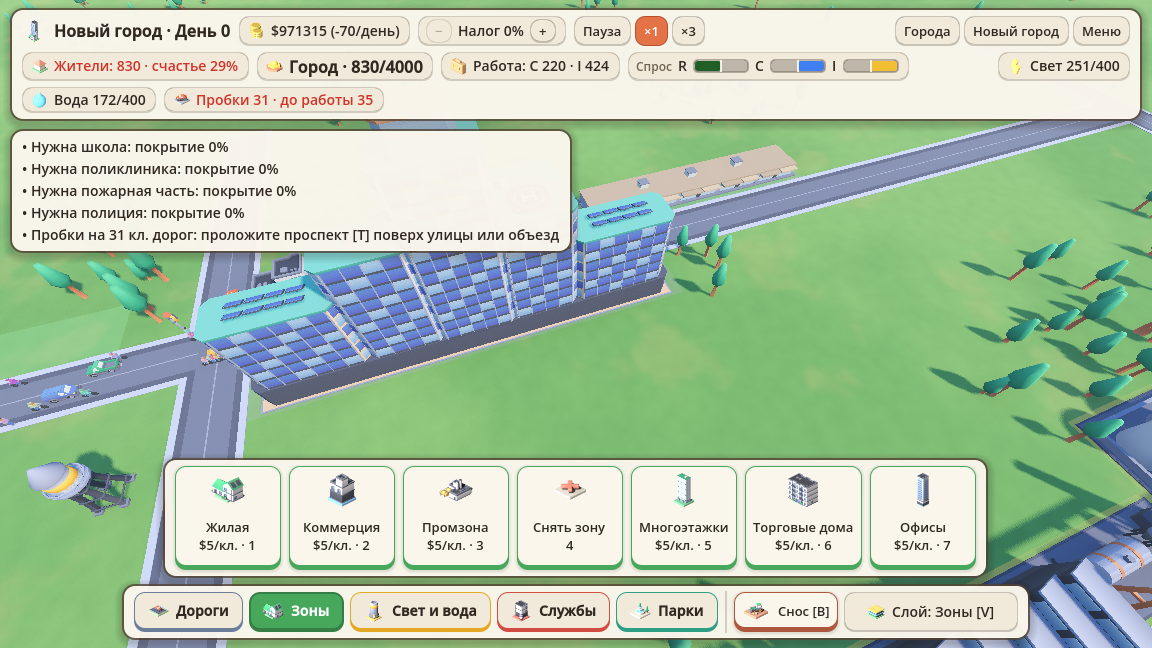 Новый город · День 0
$971315 (-70/день)
− Налог 0% +
Пауза
×1
×3
Города
Новый город
Меню
Жители: 830 · счастье 29%
Город · 830/4000
Работа: C 220 · I 424
Спрос R C I
Свет 251/400
Вода 172/400
Пробки 31 · до работы 35
• Нужна школа: покрытие 0%
• Нужна поликлиника: покрытие 0%
• Нужна пожарная часть: покрытие 0%
• Нужна полиция: покрытие 0%
• Пробки на 31 кл. дорог: проложите проспект [T] поверх улицы или объезд
Жилая
$5/кл. · 1
Коммерция
$5/кл. · 2
Промзона
$5/кл. · 3
Снять зону
4
Многоэтажки
$5/кл. · 5
Торговые дома
$5/кл. · 6
Офисы
$5/кл. · 7
Дороги
Зоны
Свет и вода
Службы
Парки
Снос [B]
Слой: Зоны [V]